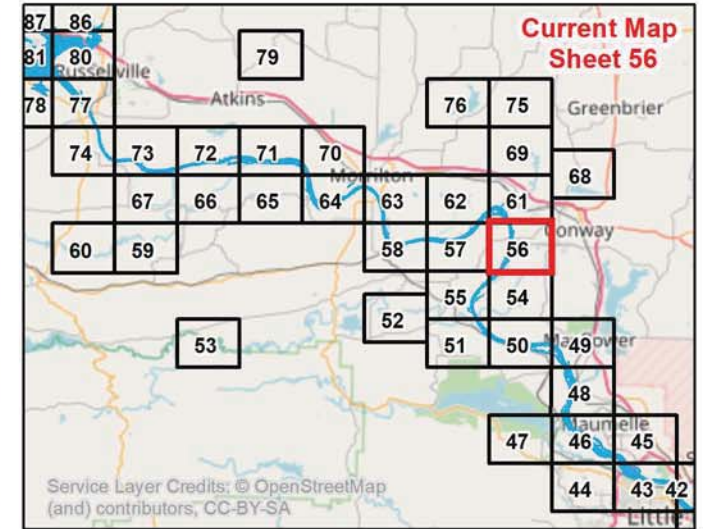 87 86
Current Map
Sheet 56
81 80
Russellville
79
78 77
Atkins
76 75
Greenbrier
74 73 72 71 70
69
68
Morrilton
67 66 65 64 63 62 61
Conway
60 59 58 57 56
55 54
52
53
51 50 49
Mayflower
48
Maumelle
47 46 45
44 43 42
Service Layer Credits: © OpenStreetMap
(and) contributors, CC-BY-SA
Little